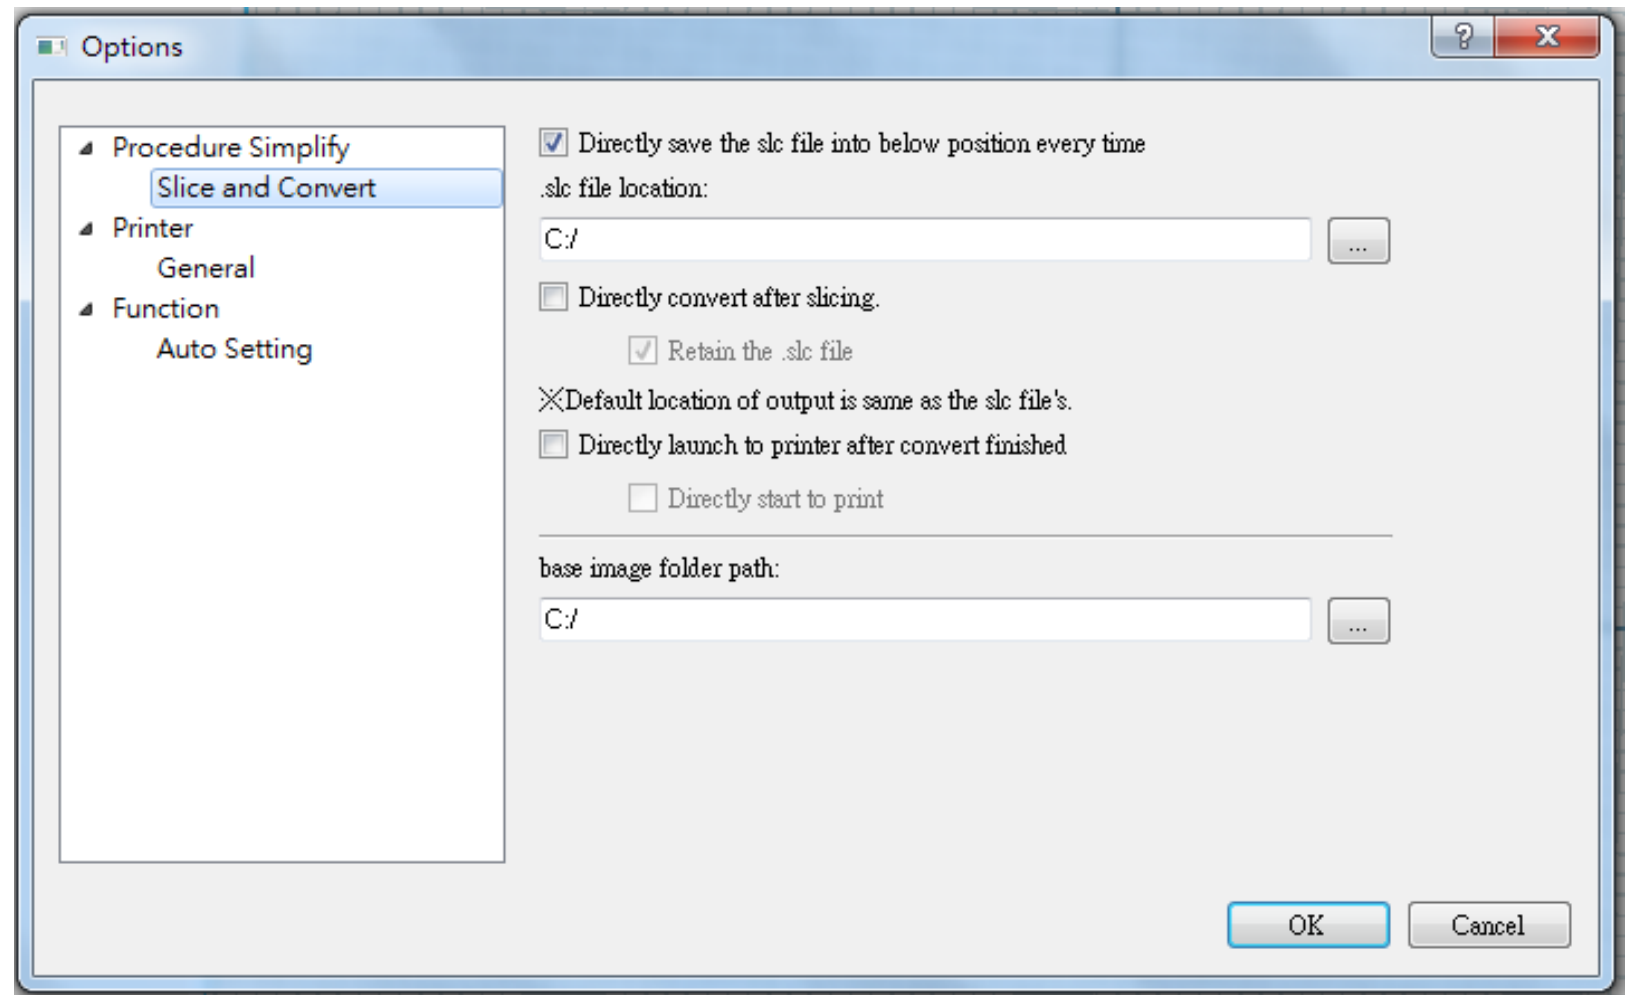 Options
?
Procedure Simplify
Slice and Convert
Printer
General
Function
Auto Setting
Directly save the slc file into below position every time
.slc file location:
C:/
...
Directly convert after slicing.
Retain the .slc file
※Default location of output is same as the slc file's.
Directly launch to printer after convert finished
Directly start to print
base image folder path:
C:/
...
OK
Cancel